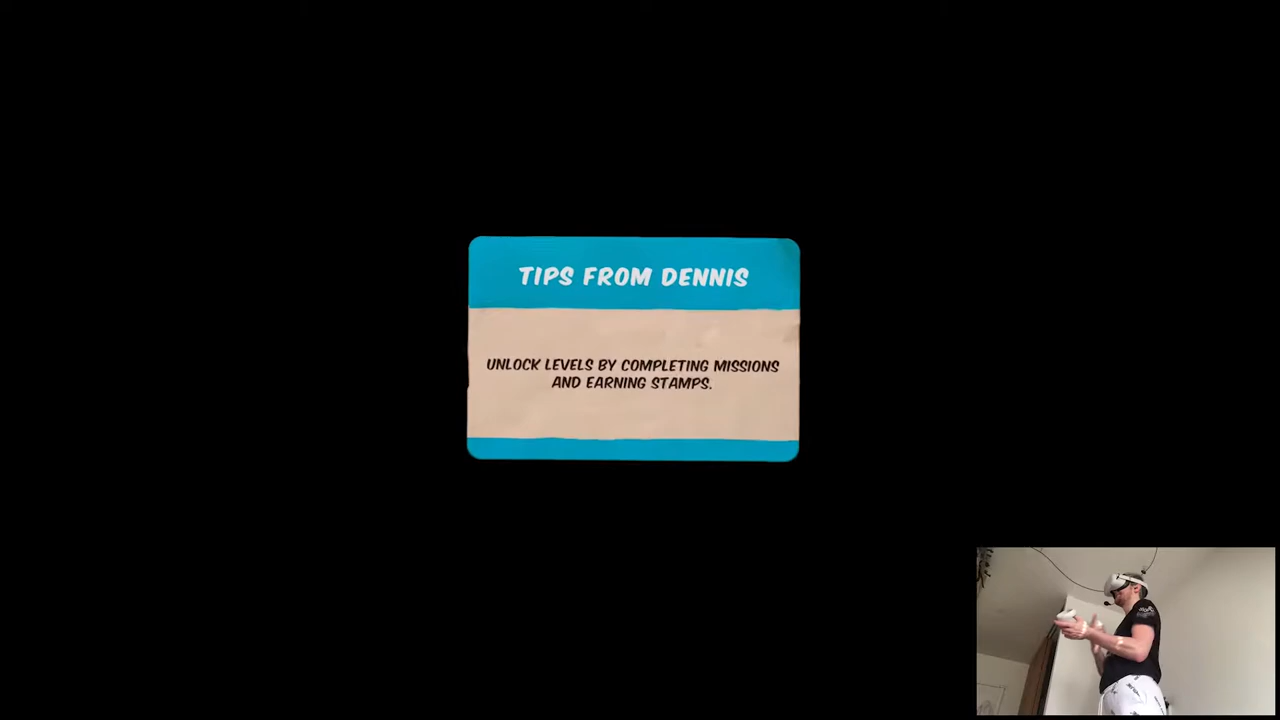 TIPS FROM DENNIS
UNLOCK LEVELS BY COMPLETING MISSIONS
AND EARNING STAMPS.